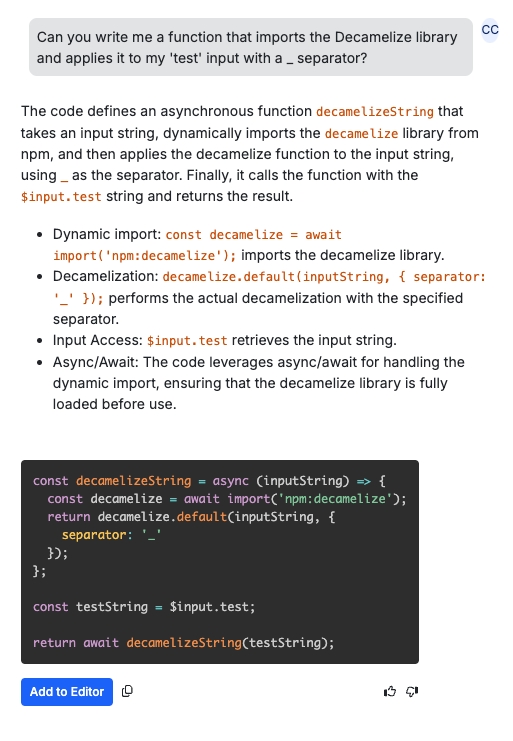 Can you write me a function that imports the Decamelize library
CC
and applies it to my 'test' input with a _ separator?
The code defines an asynchronous function decamelizeString that
takes an input string, dynamically imports the decamelize library from
npm, and then applies the decamelize function to the input string,
using _ as the separator. Finally, it calls the function with the
$input.test string and returns the result.
• Dynamic import: const decamelize = await
import('npm:decamelize'); imports the decamelize library.
• Decamelization: decamelize.default(inputString, { separator:
'_' }); performs the actual decamelization with the specified
separator.
• Input Access: $input.test retrieves the input string.
• Async/Await: The code leverages async/await for handling the
dynamic import, ensuring that the decamelize library is fully
loaded before use.
const decamelizeString = async (inputString) => {
  const decamelize = await import('npm:decamelize');
  return decamelize.default(inputString, {
    separator: '_'
  });
};
const testString = $input.test;
return await decamelizeString(testString);
Add to Editor